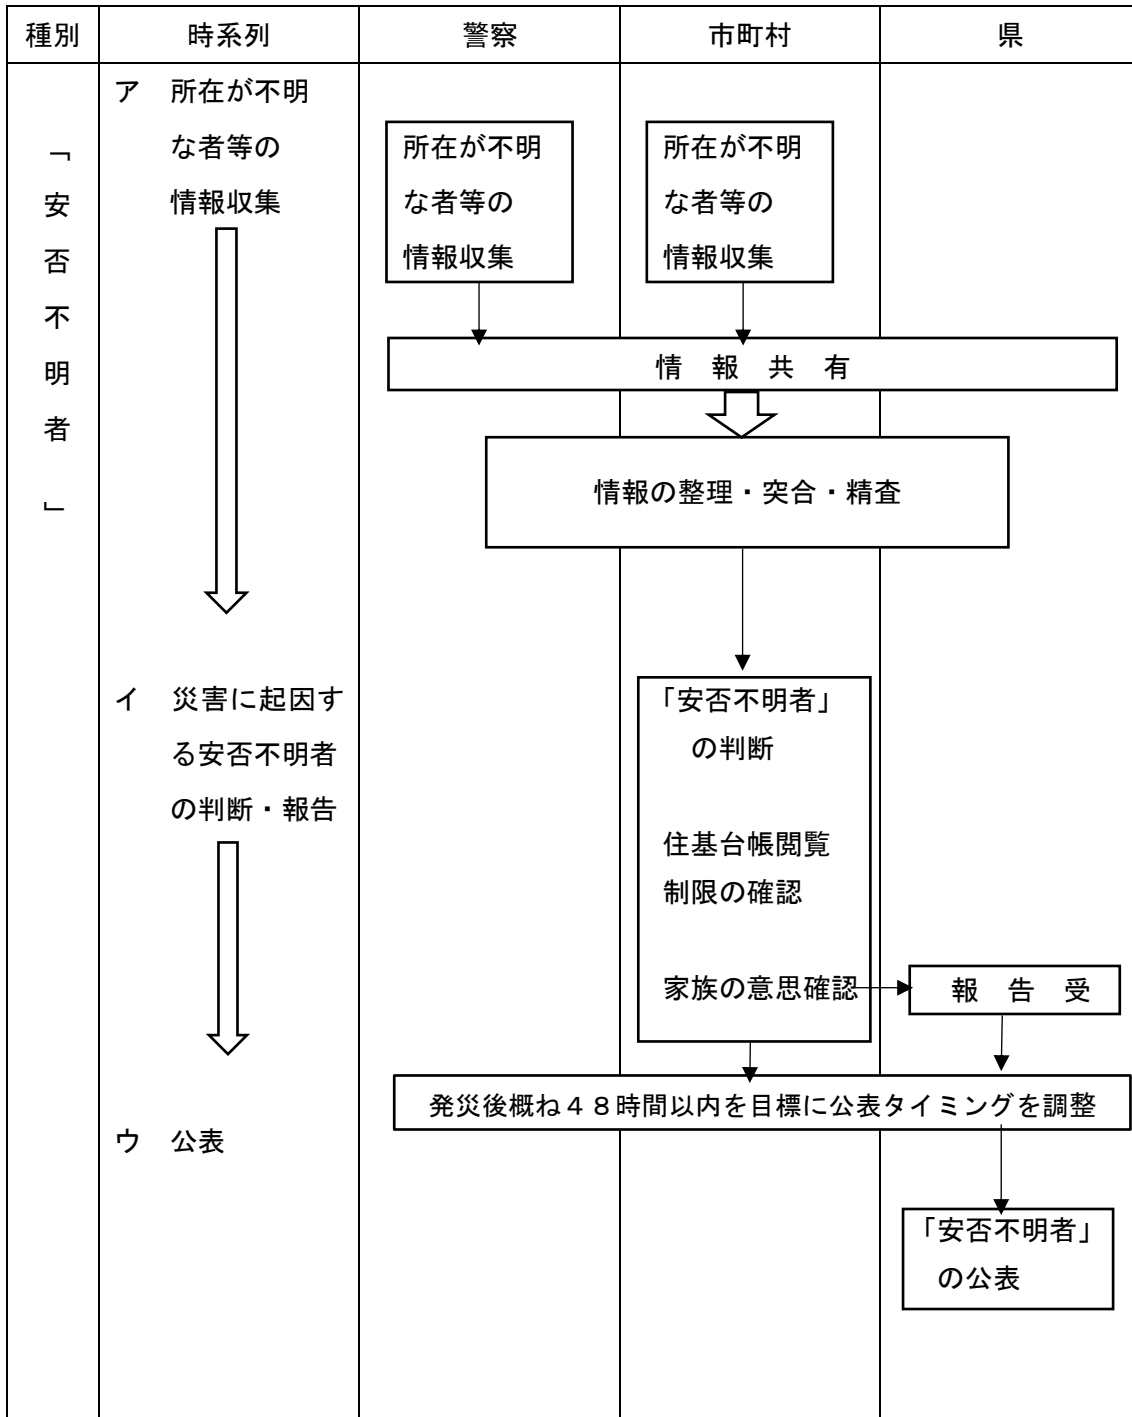 種別
時系列
警察
市町村
県
「安否不明者」
ア　所在が不明
な者等の
情報収集
所在が不明
な者等の
情報収集
所在が不明
な者等の
情報収集
情　報　共　有
情報の整理・突合・精査
イ　災害に起因す
る安否不明者
の判断・報告
「安否不明者」
の判断
住基台帳閲覧
制限の確認
家族の意思確認
報　告　受
発災後概ね４８時間以内を目標に公表タイミングを調整
ウ　公表
「安否不明者」
の公表